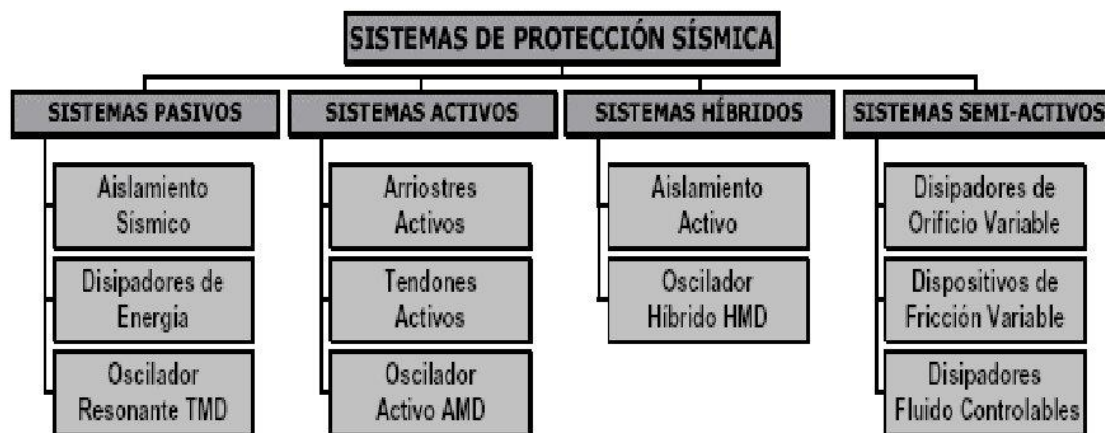 SISTEMAS DE PROTECCIÓN SÍSMICA
SISTEMAS PASIVOS
Aislamiento
Sísmico
Disipadores de
Energía
Oscilador
Resonante TMD
SISTEMAS ACTIVOS
Arriostres
Activos
Tendones
Activos
Oscilador
Activo AMD
SISTEMAS HÍBRIDOS
Aislamiento
Activo
Oscilador
Híbrido HMD
SISTEMAS SEMI-ACTIVOS
Disipadores de
Orificio Variable
Dispositivos de
Fricción Variable
Disipadores
Fluido Controlables